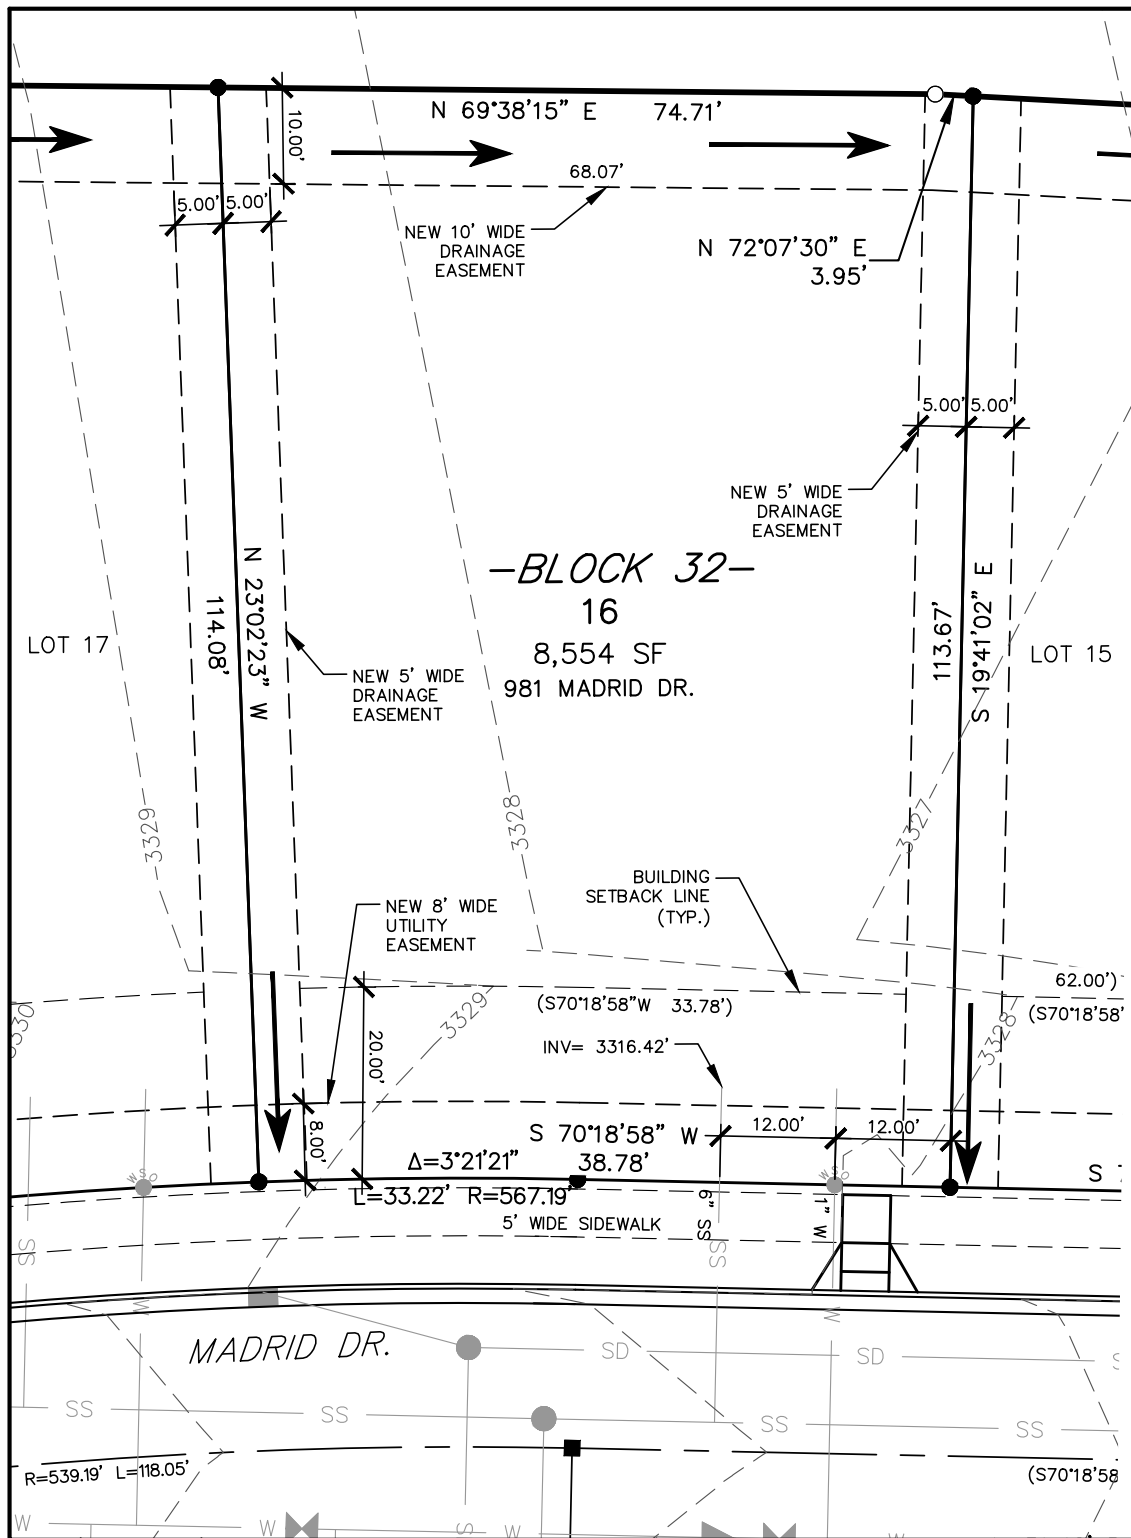 N 69°38'15" E 74.71'
10.00'
68.07'
5.00' 5.00'
NEW 10' WIDE
DRAINAGE
EASEMENT
N 72°07'30" E
3.95'
5.00' 5.00'
NEW 5' WIDE
DRAINAGE
EASEMENT
N 23°02'23" W
114.08'
-BLOCK 32-
16
8,554 SF
981 MADRID DR.
113.67'
S 19°41'02" E
LOT 17
LOT 15
NEW 5' WIDE
DRAINAGE
EASEMENT
3329
3328
3327
BUILDING
SETBACK LINE
(TYP.)
NEW 8' WIDE
UTILITY
EASEMENT
62.00')
(S70°18'58"W 33.78')
(S70°18'58"
3330
3329
3328
20.00'
INV= 3316.42'
8.00'
S 70°18'58" W
38.78'
12.00'
12.00'
Δ=3°21'21"
L=33.22' R=567.19'
S 7
WSO
WSO
5' WIDE SIDEWALK
6" SS
1" W
SS
SS
W
W
MADRID DR.
SD
SD
S
SS
SS
SS
SS
R=539.19' L=118.05'
(S70°18'58
W
W
S
W
W